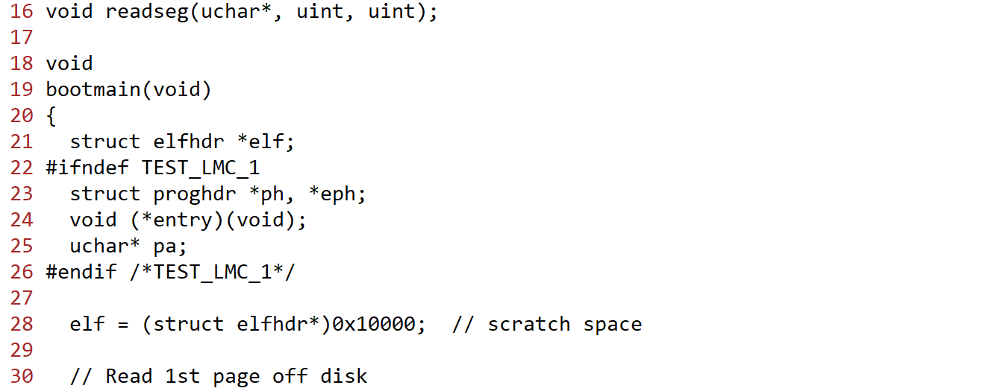 16 void readseg(uchar*, uint, uint);
17
18 void
19 bootmain(void)
20 {
21   struct elfhdr *elf;
22 #ifndef TEST_LMC_1
23   struct proghdr *ph, *eph;
24   void (*entry)(void);
25   uchar* pa;
26 #endif /*TEST_LMC_1*/
27
28   elf = (struct elfhdr*)0x10000;  // scratch space
29
30   // Read 1st page off disk